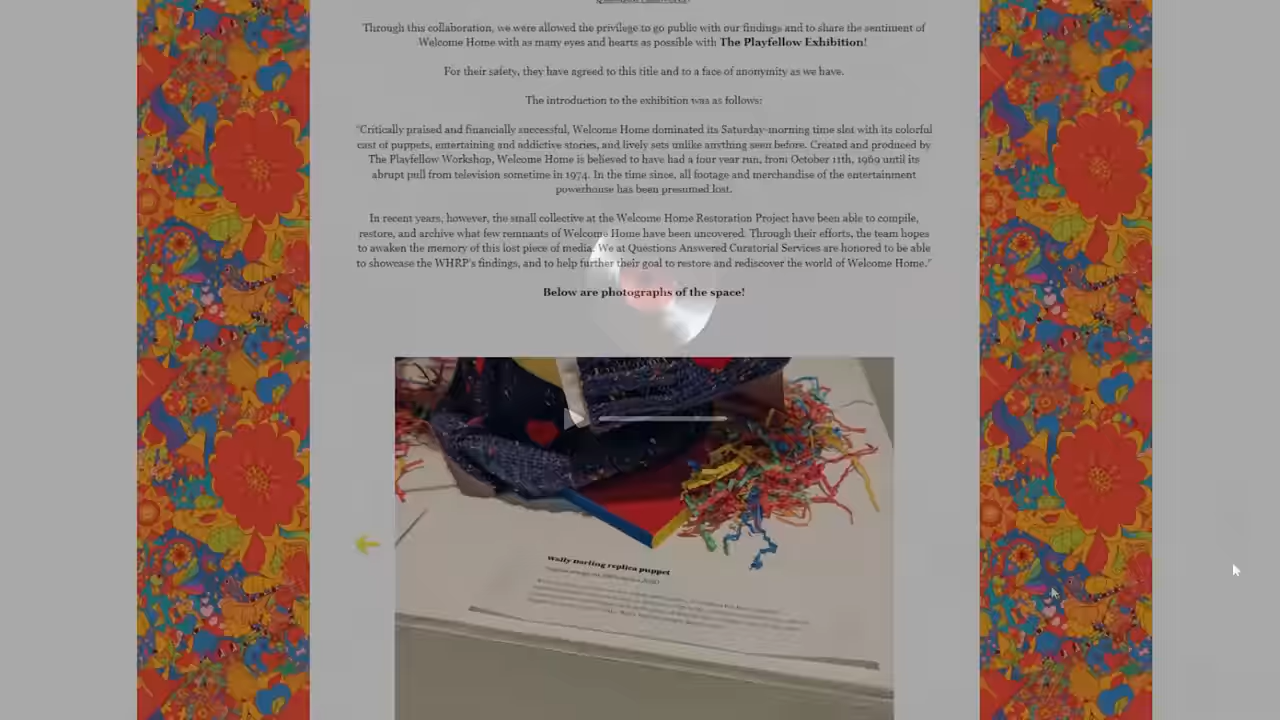 Through this collaboration, we were allowed the privilege to go public with our findings and to share the sentiment of
Welcome Home with as many eyes and hearts as possible with The Playfellow Exhibition!
For their safety, they have agreed to this title and to a face of anonymity as we have.
The introduction to the exhibition was as follows:
"Critically praised and financially successful, Welcome Home dominated its Saturday-morning time slot with its colorful
cast of puppets, entertaining and addictive stories, and lively sets unlike anything seen before. Created and produced by
The Playfellow Workshop, Welcome Home is believed to have had a four year run, from October 11th, 1969 until its
abrupt pull from television sometime in 1974. In the time since, all footage and merchandise of the entertainment
powerhouse has been presumed lost.
In recent years, however, the small collective at the Welcome Home Restoration Project have been able to compile,
restore, and archive what few remnants of Welcome Home have been uncovered. Through their efforts, the team hopes
to awaken the memory of this lost piece of media. We at Questions Answered Curatorial Services are honored to be able
to showcase the WHRP's findings, and to help further their goal to restore and rediscover the world of Welcome Home."
Below are photographs of the space!
Wally Darling replica puppet